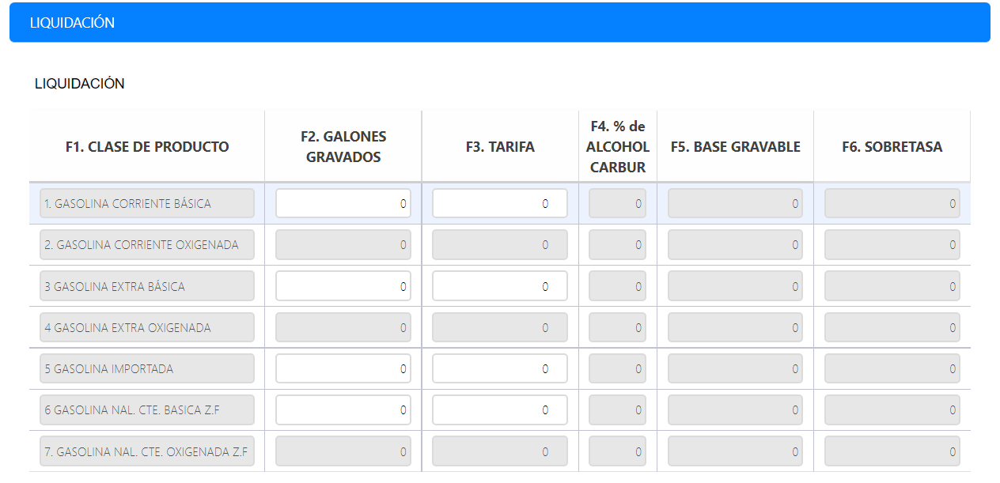 LIQUIDACIÓN
LIQUIDACIÓN
F1. CLASE DE PRODUCTO F2. GALONES GRAVADOS F3. TARIFA F4. % de ALCOHOL CARBUR F5. BASE GRAVABLE F6. SOBRETASA
1. GASOLINA CORRIENTE BÁSICA 0 0 0 0 0
2. GASOLINA CORRIENTE OXIGENADA 0 0 0 0 0
3 GASOLINA EXTRA BÁSICA 0 0 0 0 0
4 GASOLINA EXTRA OXIGENADA 0 0 0 0 0
5 GASOLINA IMPORTADA 0 0 0 0 0
6 GASOLINA NAL. CTE. BASICA Z.F 0 0 0 0 0
7. GASOLINA NAL. CTE. OXIGENADA Z.F 0 0 0 0 0